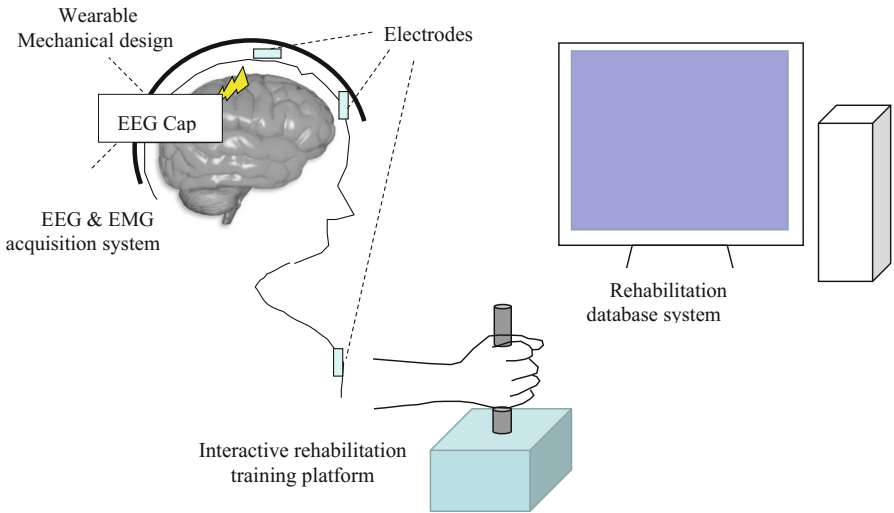 Wearable
Mechanical design
Electrodes
EEG Cap
EEG & EMG
acquisition system
Rehabilitation
database system
Interactive rehabilitation
training platform